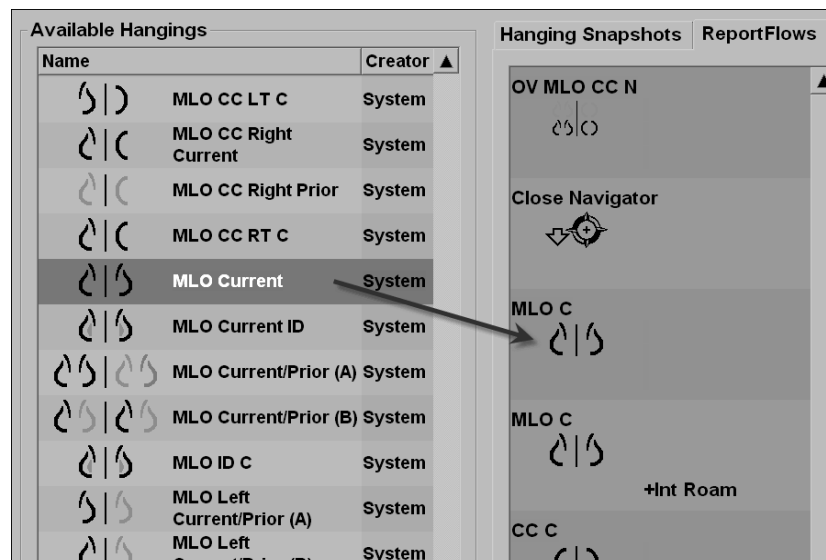 Available Hangings
Name Creator
MLO CC LT C System
MLO CC Right
Current System
MLO CC Right Prior System
MLO CC RT C System
MLO Current System
MLO Current ID System
MLO Current/Prior (A) System
MLO Current/Prior (B) System
MLO ID C System
MLO Left
Current/Prior (A) System
MLO Left
System
Hanging Snapshots ReportFlows
OV MLO CC N
Close Navigator
MLO C
MLO C
+Int Roam
CC C